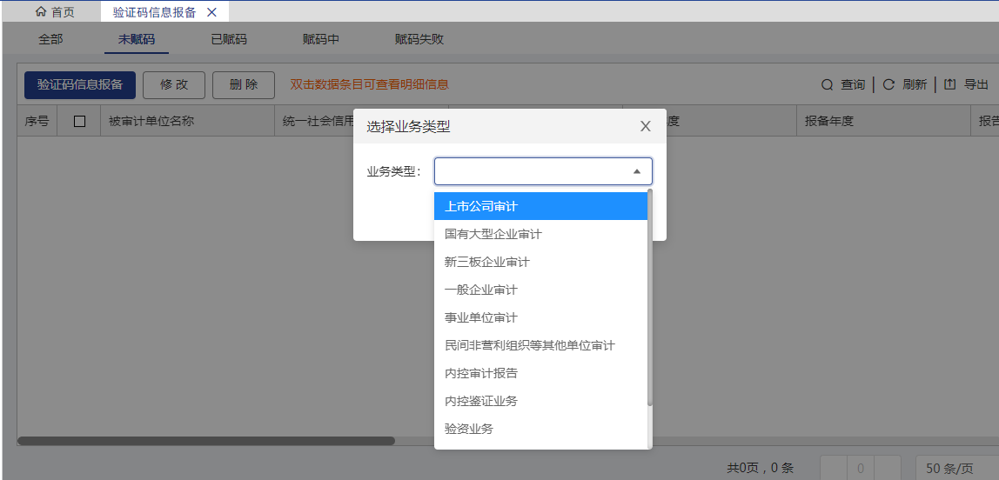 首页 验证码信息报备
全部 未赋码 已赋码 赋码中 赋码失败
验证码信息报备 修 改 删 除 双击数据条目可查看明细信息 查询 刷新 导出
序号 被审计单位名称 统一社会信用 度 报备年度 报告
选择业务类型 X
业务类型：
上市公司审计
国有大型企业审计
新三板企业审计
一般企业审计
事业单位审计
民间非营利组织等其他单位审计
内控审计报告
内控鉴证业务
验资业务
共0页，0 条 0 50 条/页